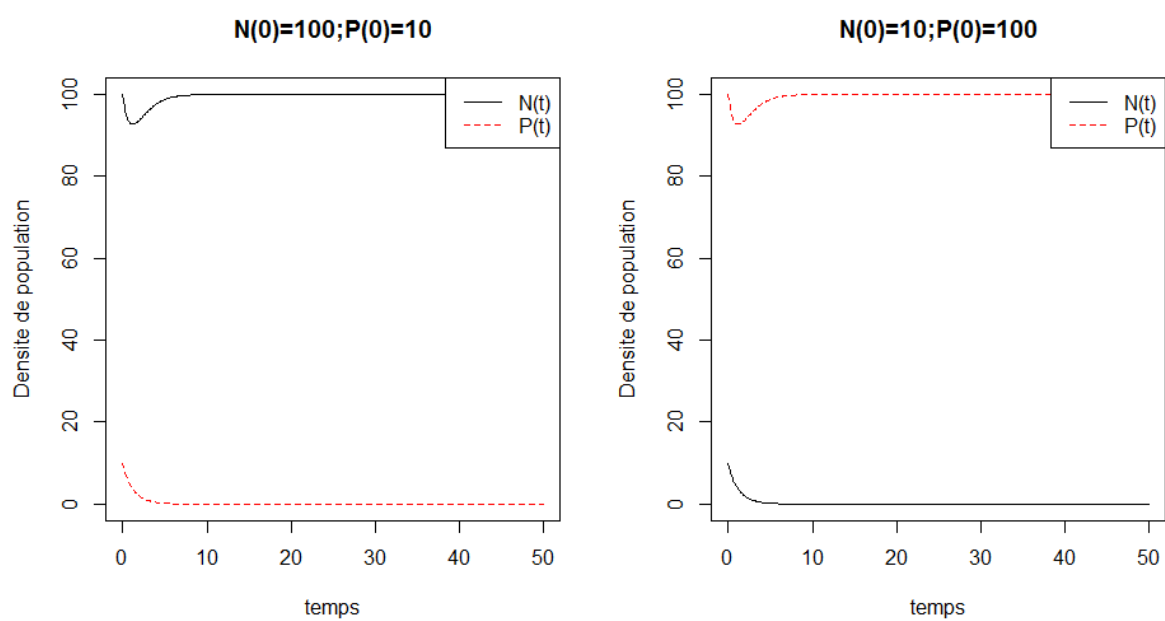 N(0)=100;P(0)=10
Densite de population
100
80
60
40
20
0
N(t)
P(t)
0 10 20 30 40 50
temps
N(0)=10;P(0)=100
Densite de population
100
80
60
40
20
0
N(t)
P(t)
0 10 20 30 40 50
temps